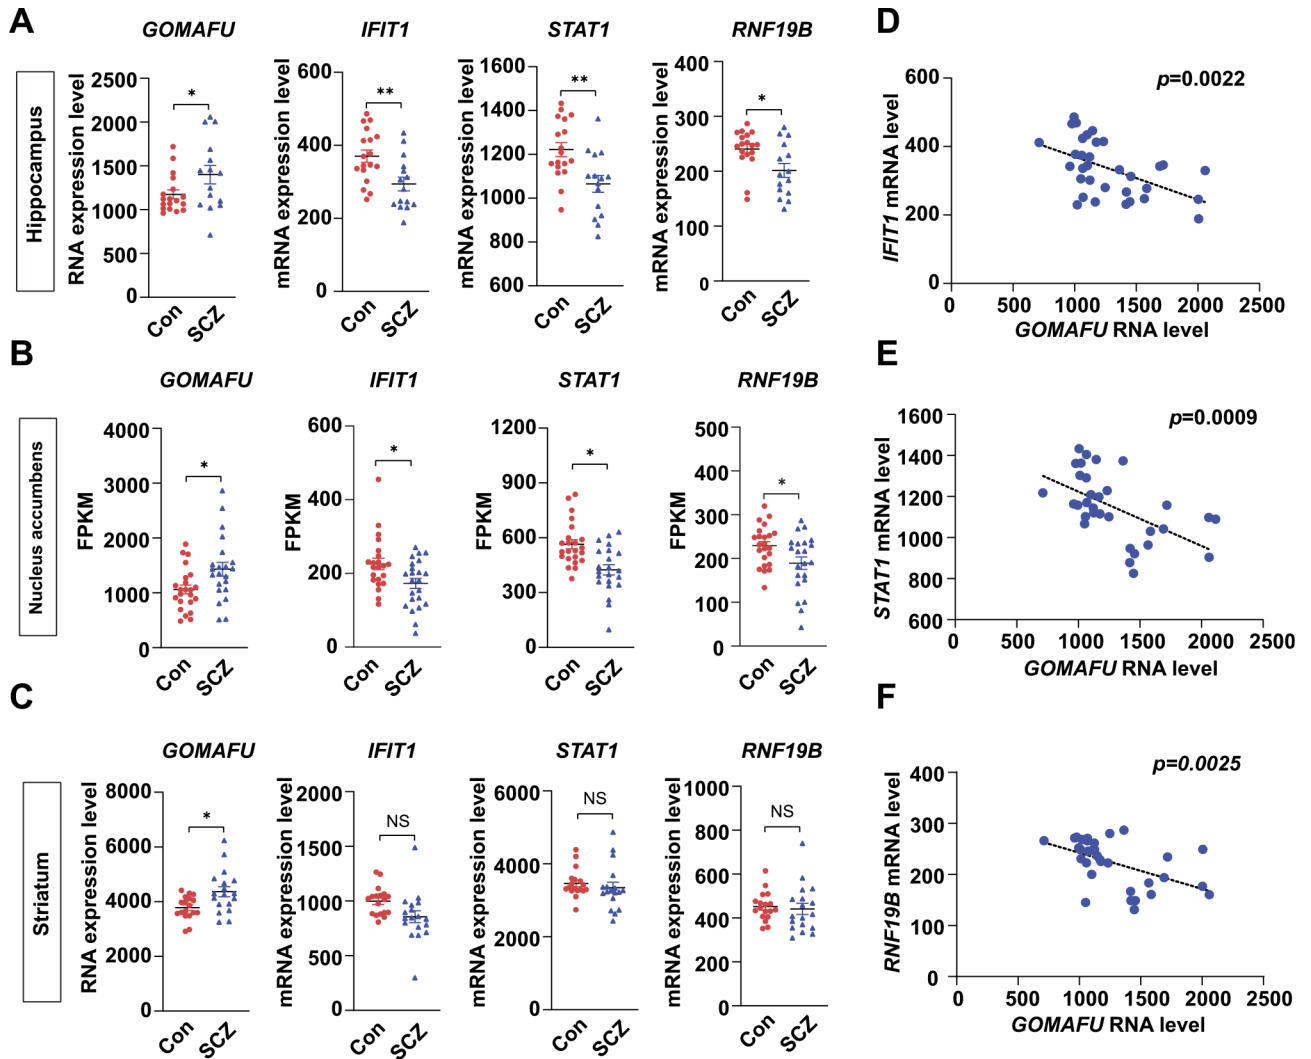 A
GOMAFU
IFIT1
STAT1
RNF19B
Hippocampus
RNA expression level
2500
2000
1500
1000
500
0
*
Con
SCZ
mRNA expression level
600
400
200
0
**
Con
SCZ
mRNA expression level
1600
1400
1200
1000
800
600
**
Con
SCZ
mRNA expression level
400
300
200
100
0
*
Con
SCZ
D
p=0.0022
IFIT1 mRNA level
600
400
200
0
0 500 1000 1500 2000 2500
GOMAFU RNA level
B
GOMAFU
IFIT1
STAT1
RNF19B
Nucleus accumbens
FPKM
4000
3000
2000
1000
0
*
Con
SCZ
FPKM
600
400
200
0
*
Con
SCZ
FPKM
1200
900
600
300
0
*
Con
SCZ
FPKM
500
400
300
200
100
0
*
Con
SCZ
E
p=0.0009
STAT1 mRNA level
1600
1400
1200
1000
800
600
0 500 1000 1500 2000 2500
GOMAFU RNA level
C
GOMAFU
IFIT1
STAT1
RNF19B
Striatum
RNA expression level
8000
6000
4000
2000
0
*
Con
SCZ
mRNA expression level
2000
1500
1000
500
0
NS
Con
SCZ
mRNA expression level
6000
4000
2000
0
NS
Con
SCZ
mRNA expression level
1000
800
600
400
200
0
NS
Con
SCZ
F
p=0.0025
RNF19B mRNA level
400
300
200
100
0
0 500 1000 1500 2000 2500
GOMAFU RNA level